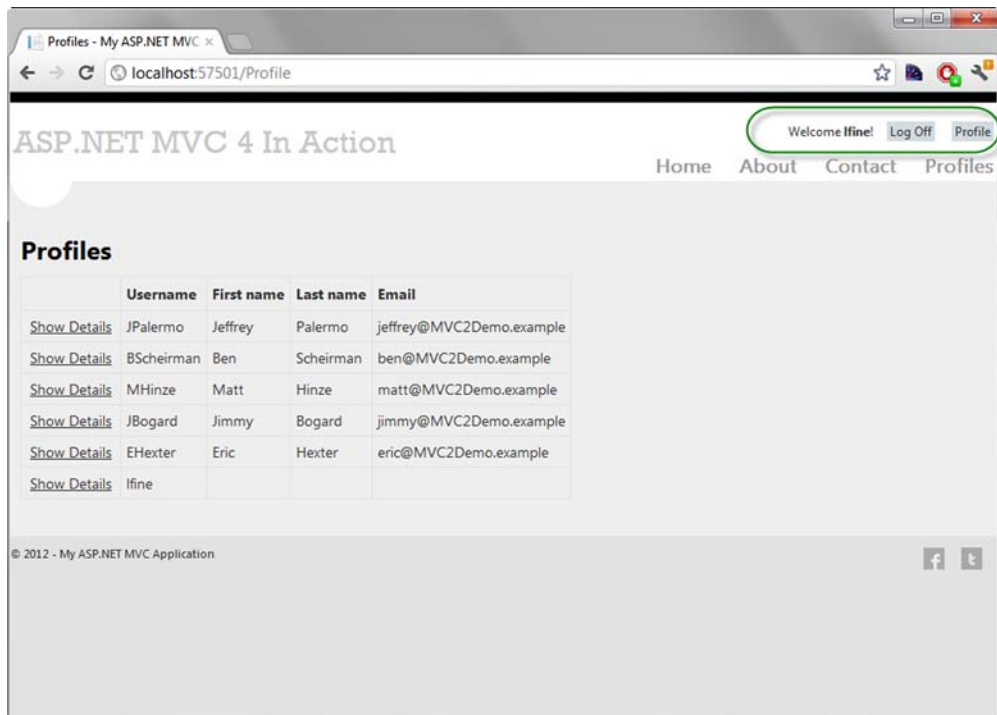 Profiles - My ASP.NET MVC
localhost:57501/Profile
Welcome lfine! Log Off Profile
ASP.NET MVC 4 In Action
Home About Contact Profiles
Profiles
Username First name Last name Email
Show Details JPalermo Jeffrey Palermo jeffrey@MVC2Demo.example
Show Details BScheirman Ben Scheirman ben@MVC2Demo.example
Show Details MHinze Matt Hinze matt@MVC2Demo.example
Show Details JBogard Jimmy Bogard jimmy@MVC2Demo.example
Show Details EHexter Eric Hexter eric@MVC2Demo.example
Show Details lfine
© 2012 - My ASP.NET MVC Application
f t